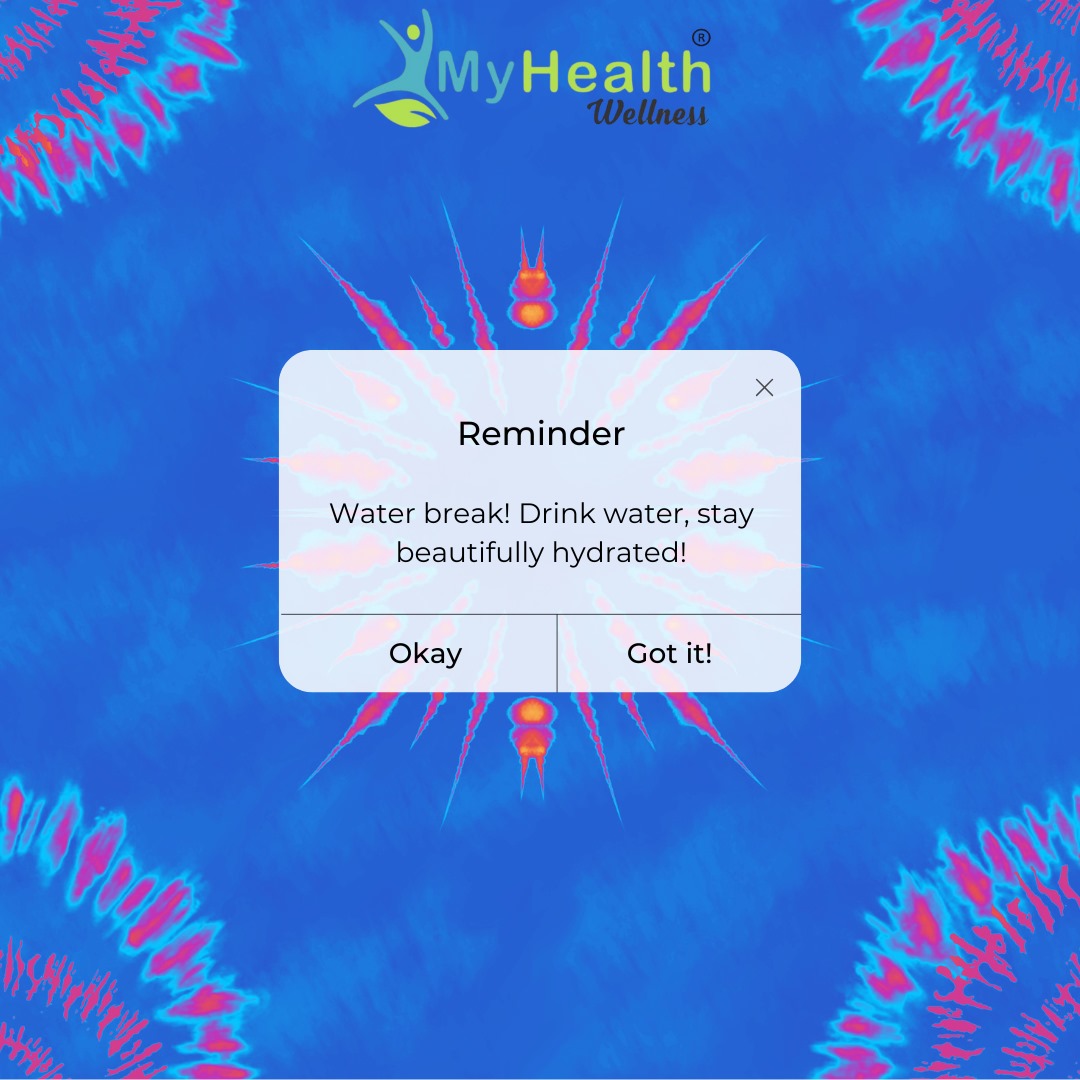 MyHealth®
Wellness
Reminder
Water break! Drink water, stay
beautifully hydrated!
Okay
Got it!